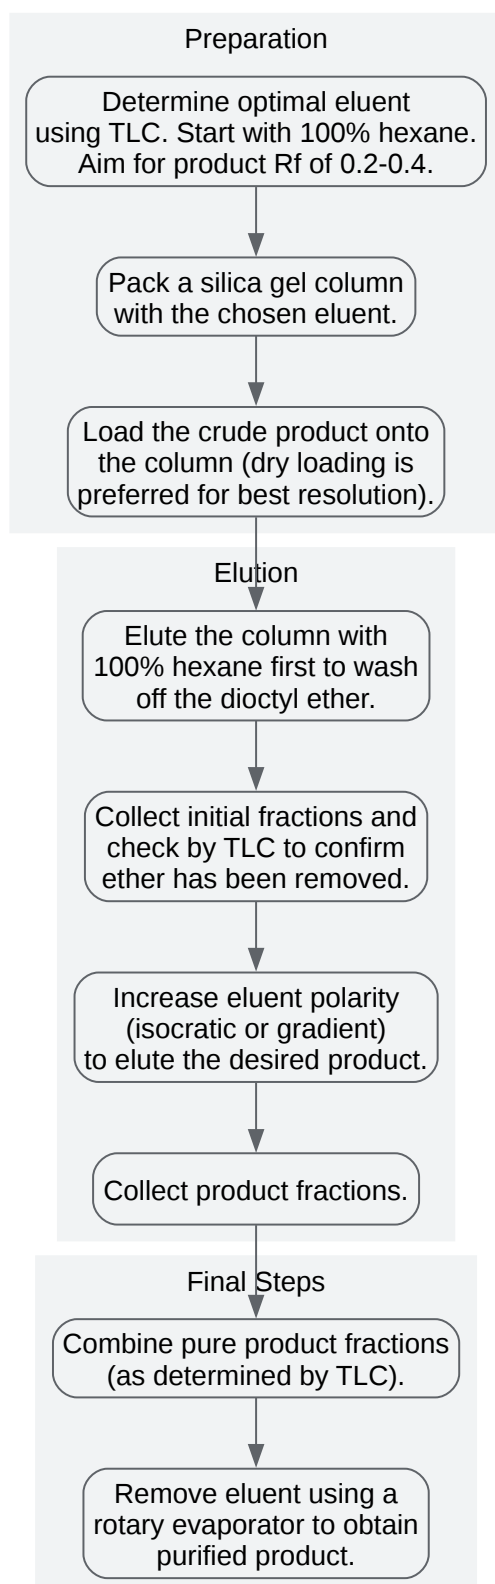 Preparation
Determine optimal eluent
using TLC. Start with 100% hexane.
Aim for product Rf of 0.2-0.4.
Pack a silica gel column
with the chosen eluent.
Load the crude product onto
the column (dry loading is
preferred for best resolution).
Elution
Elute the column with
100% hexane first to wash
off the dioctyl ether.
Collect initial fractions and
check by TLC to confirm
ether has been removed.
Increase eluent polarity
(isocratic or gradient)
to elute the desired product.
Collect product fractions.
Final Steps
Combine pure product fractions
(as determined by TLC).
Remove eluent using a
rotary evaporator to obtain
purified product.